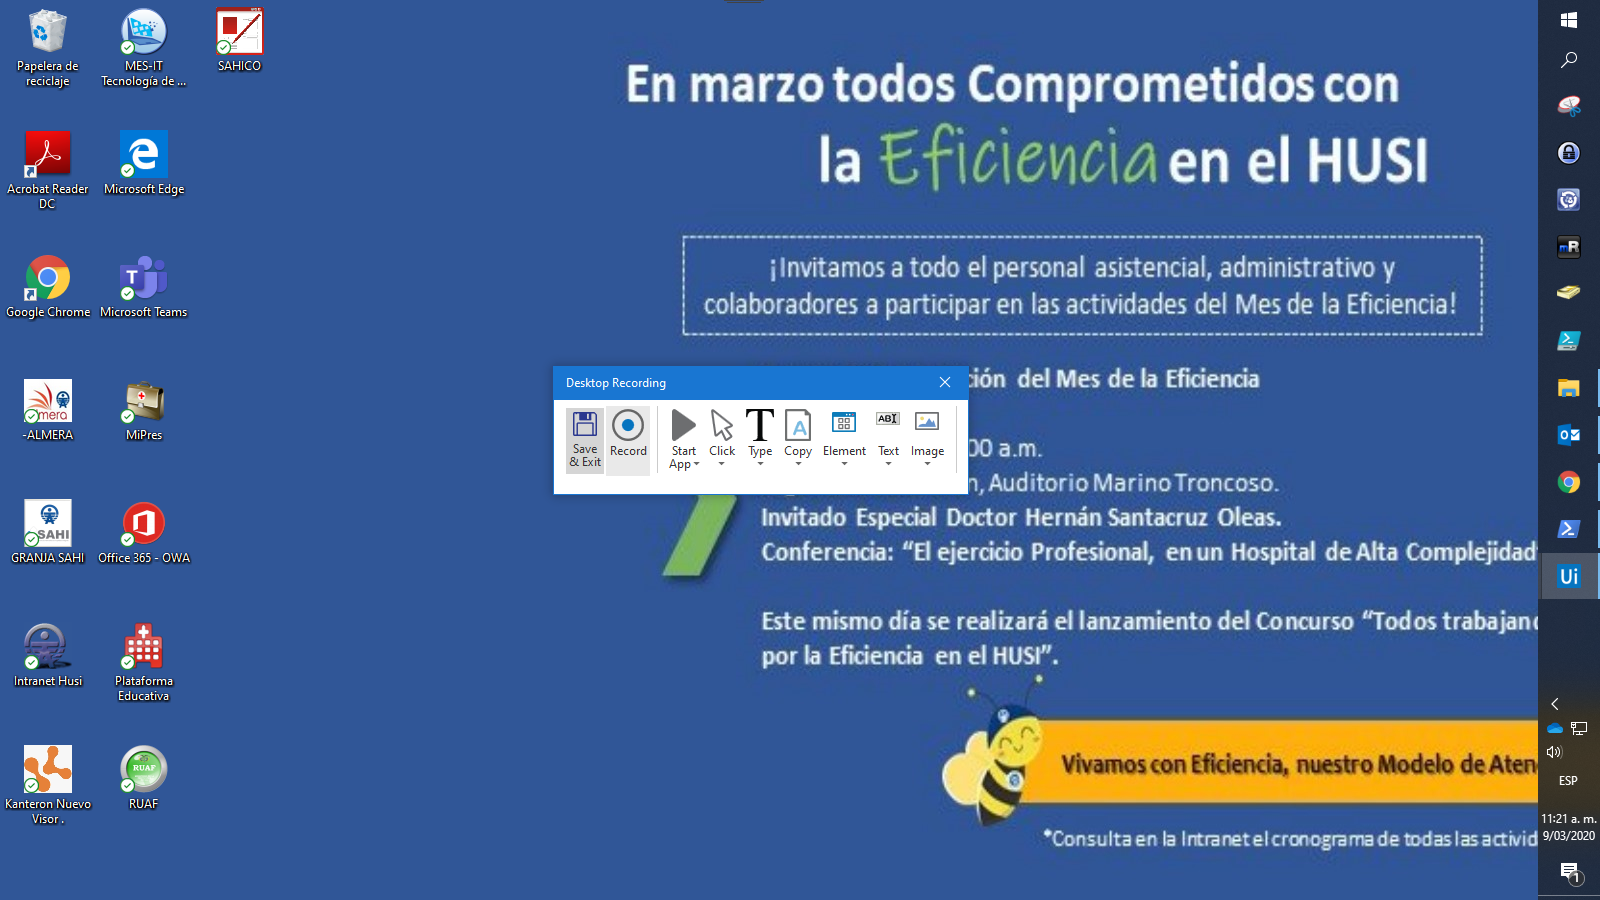 Papelera de
reciclaje
MES-IT
Tecnología de ...
SAHICO
Acrobat Reader
DC
Microsoft Edge
Google Chrome
Microsoft Teams
-ALMERA
MiPres
GRANJA SAHI
Office 365 - OWA
Intranet Husi
Plataforma
Educativa
Kanteron Nuevo
Visor .
RUAF
RUAF
SAHI
En marzo todos Comprometidos con
la Eficiencia en el HUSI
¡Invitamos a todo el personal asistencial, administrativo y
colaboradores a participar en las actividades del Mes de la Eficiencia!
ción del Mes de la Eficiencia
00 a.m.
, Auditorio Marino Troncoso.
Invitado Especial Doctor Hernán Santacruz Oleas.
Conferencia: “El ejercicio Profesional, en un Hospital de Alta Complejidad”
Este mismo día se realizará el lanzamiento del Concurso “Todos trabajan
por la Eficiencia en el HUSI”.
Vivamos con Eficiencia, nuestro Modelo de Aten
*Consulta en la Intranet el cronograma de todas las activid
Desktop Recording
Save
& Exit
Record
Start
App
Click
Type
Copy
Element
Text
Image
Ui
ESP
11:21 a. m.
9/03/2020
1